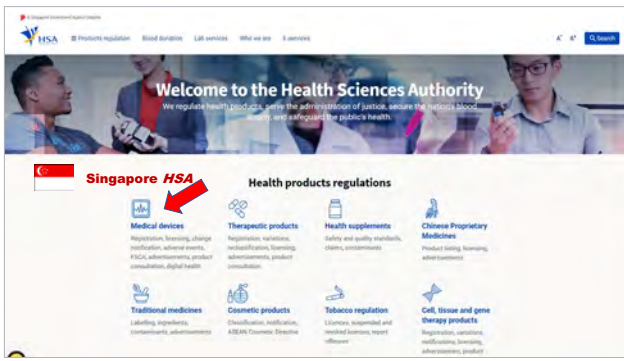 A Singapore Government Agency Website
HSA
Products regulation Blood donation Lab services Who we are E-services
A⁻ A⁺ Search
Welcome to the Health Sciences Authority
We regulate health products, serve the administration of justice, secure the nation's blood
supply, and safeguard the public's health.
Singapore HSA
Health products regulations
Medical devices
Registration, licensing, change
notification, adverse events,
FSCA, advertisements, product
consultation, digital health
Therapeutic products
Registration, variations,
reclassification, licensing,
advertisements, product
consultation
Health supplements
Safety and quality standards,
claims, contaminants
Chinese Proprietary
Medicines
Product listing, licensing,
advertisements
Traditional medicines
Labelling, ingredients,
contaminants, advertisements
Cosmetic products
Classification, notification,
ASEAN Cosmetic Directive
Tobacco regulation
Licences, suspended and
revoked licences, report
offences
Cell, tissue and gene
therapy products
Registration, variations,
notifications, licensing,
advertisements, product